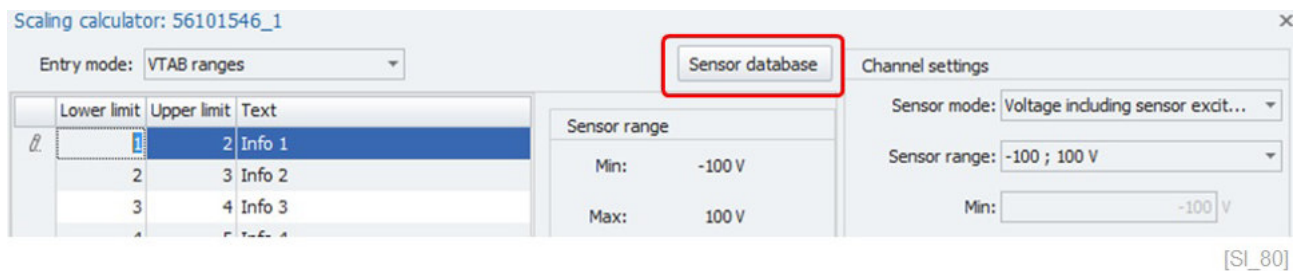 Scaling calculator: 56101546_1
Entry mode: VTAB ranges
Sensor database
Channel settings
Lower limit Upper limit Text
1 2 Info 1
2 3 Info 2
3 4 Info 3
Sensor range
Min: -100 V
Max: 100 V
Sensor mode: Voltage including sensor excit...
Sensor range: -100 ; 100 V
Min: -100 V
[SI_80]